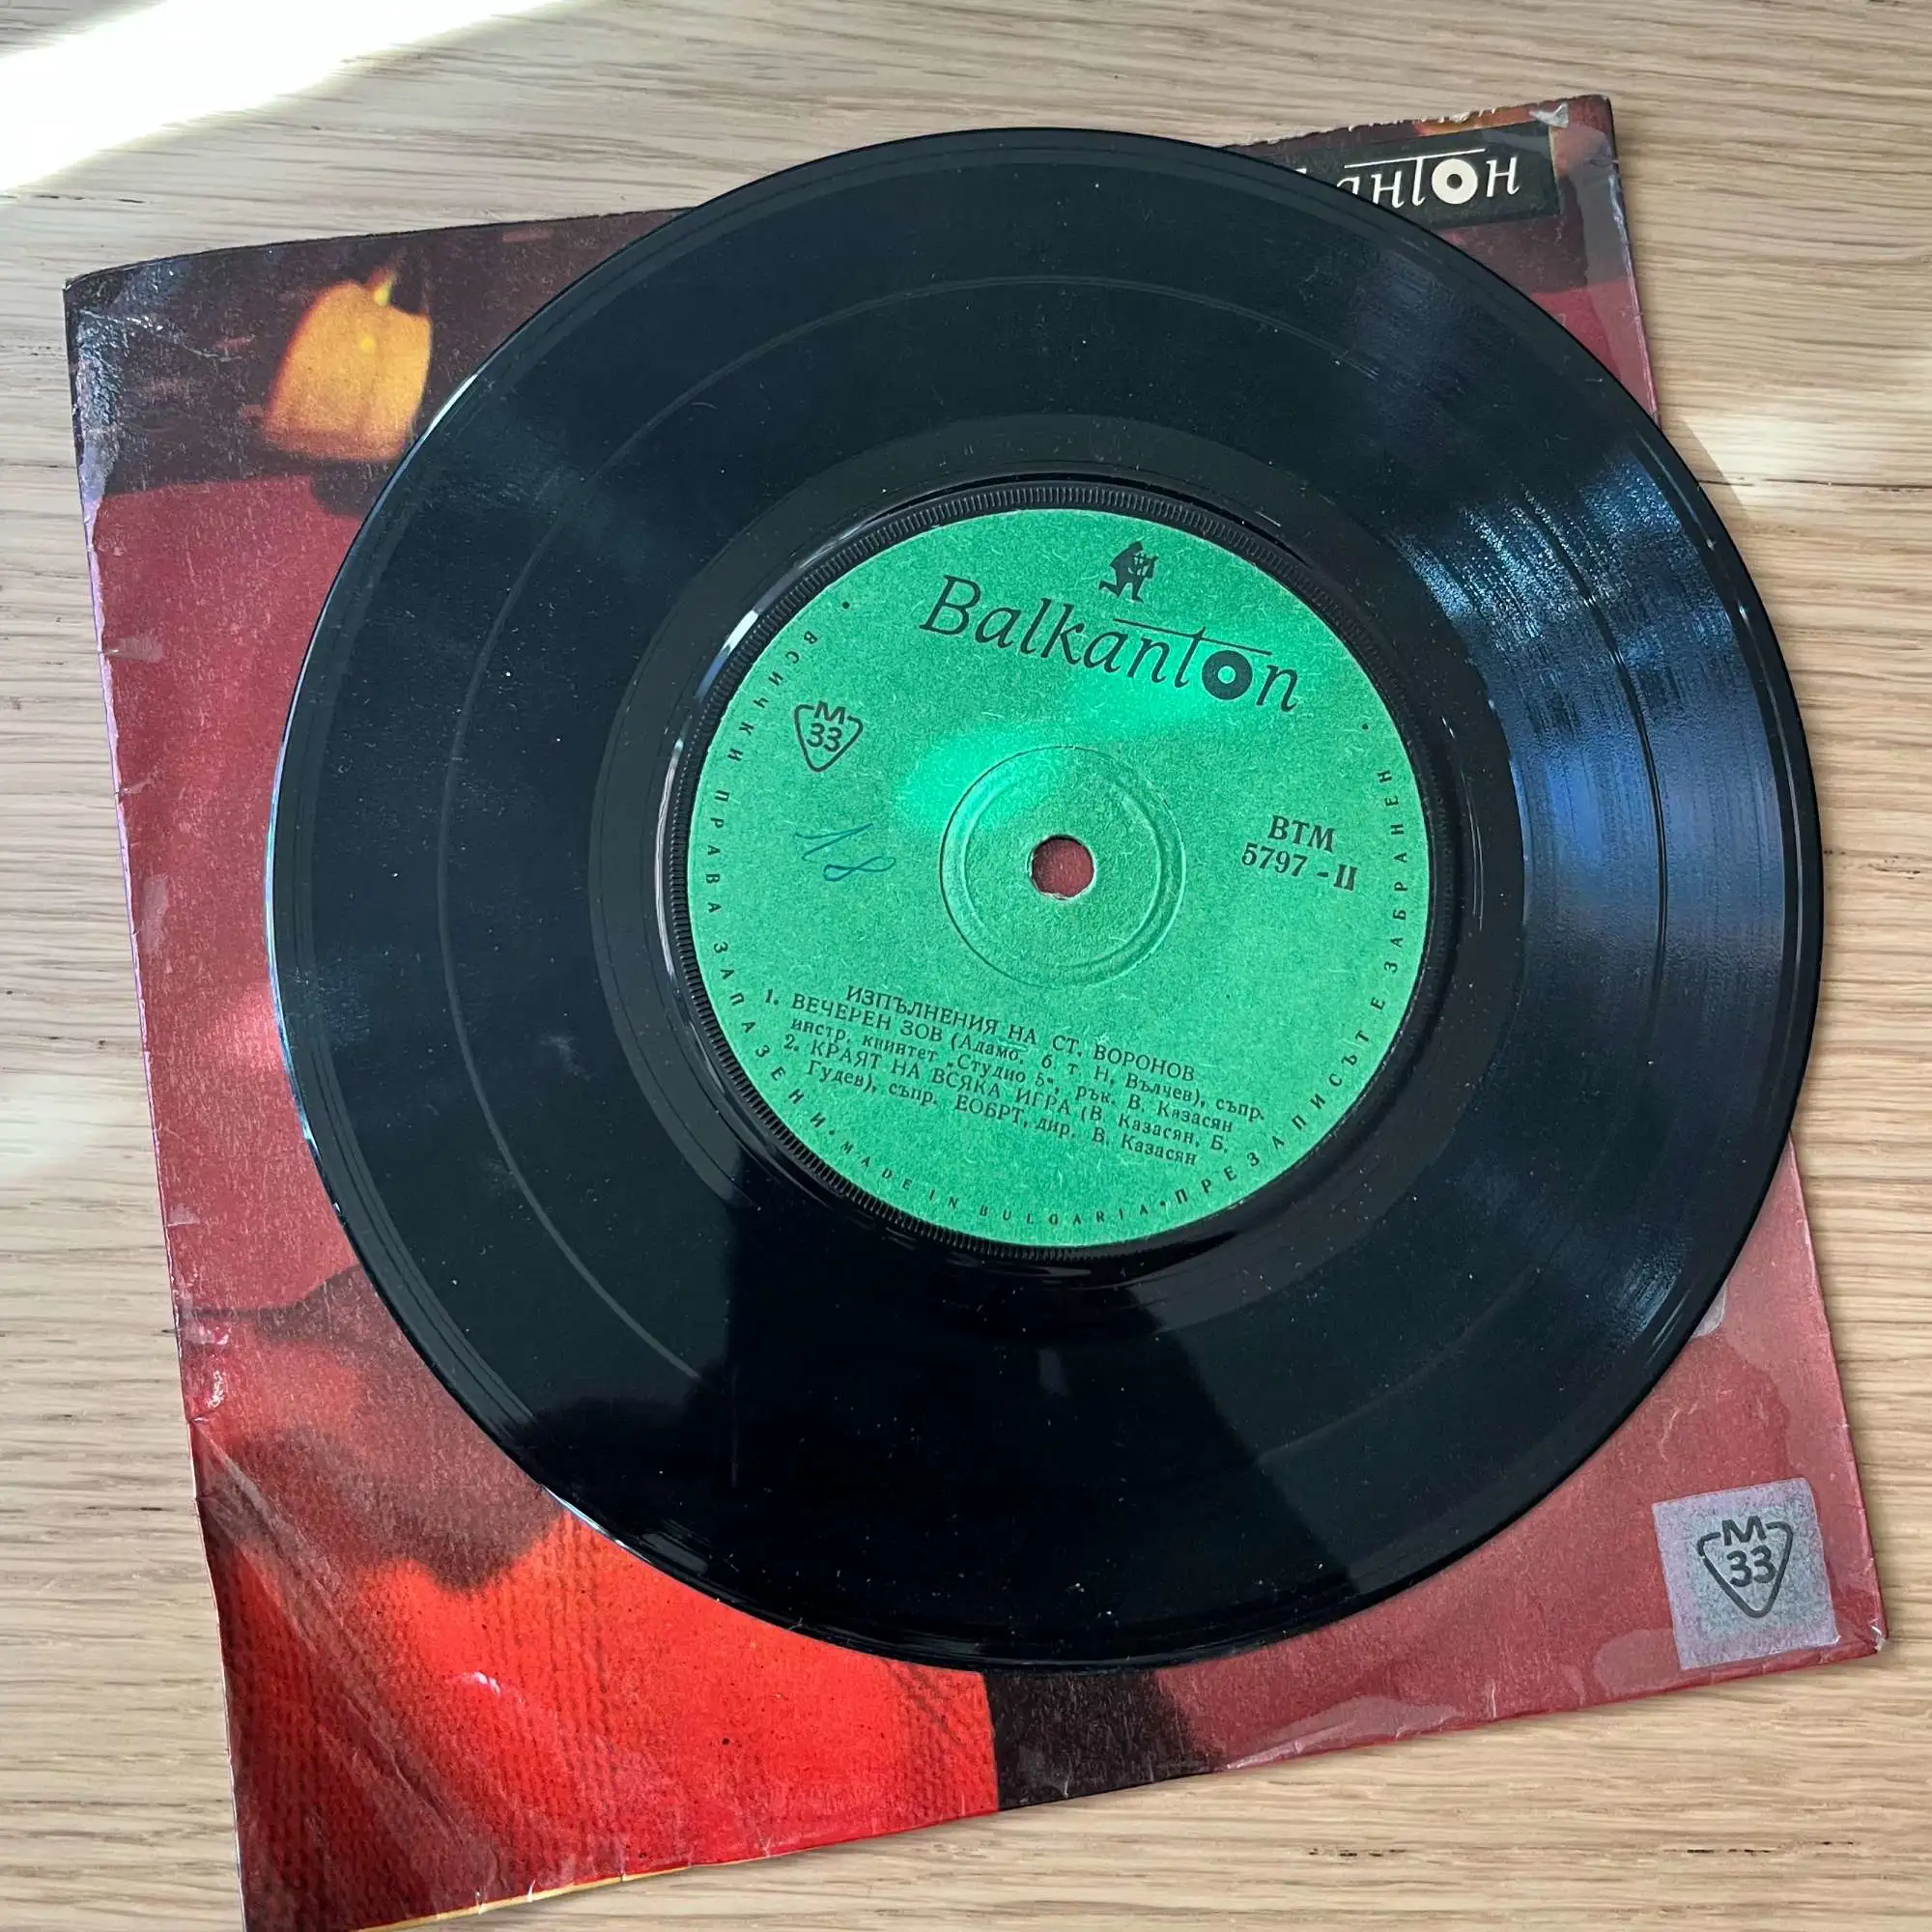 антон
Balkanton
М
33
18
ВТМ
5797 - II
ИЗПЪЛНЕНИЯ НА СТ. ВОРОНОВ
1. ВЕЧЕРЕН ЗОВ (Адамо, б т. Н. Вълчев), съпр.
инстр. квинтет „Студио 5“, рък. В. Казасян
2. КРАЯТ НА ВСЯКА ИГРА (В. Казасян, Б.
Гудев), съпр. ЕОБРТ, дир. В. Казасян
• ВСИЧКИ ПРАВА ЗАПАЗЕНИ • MADE IN BULGARIA • ПРЕЗАПИСЪТ Е ЗАБРАНЕН •
М
33